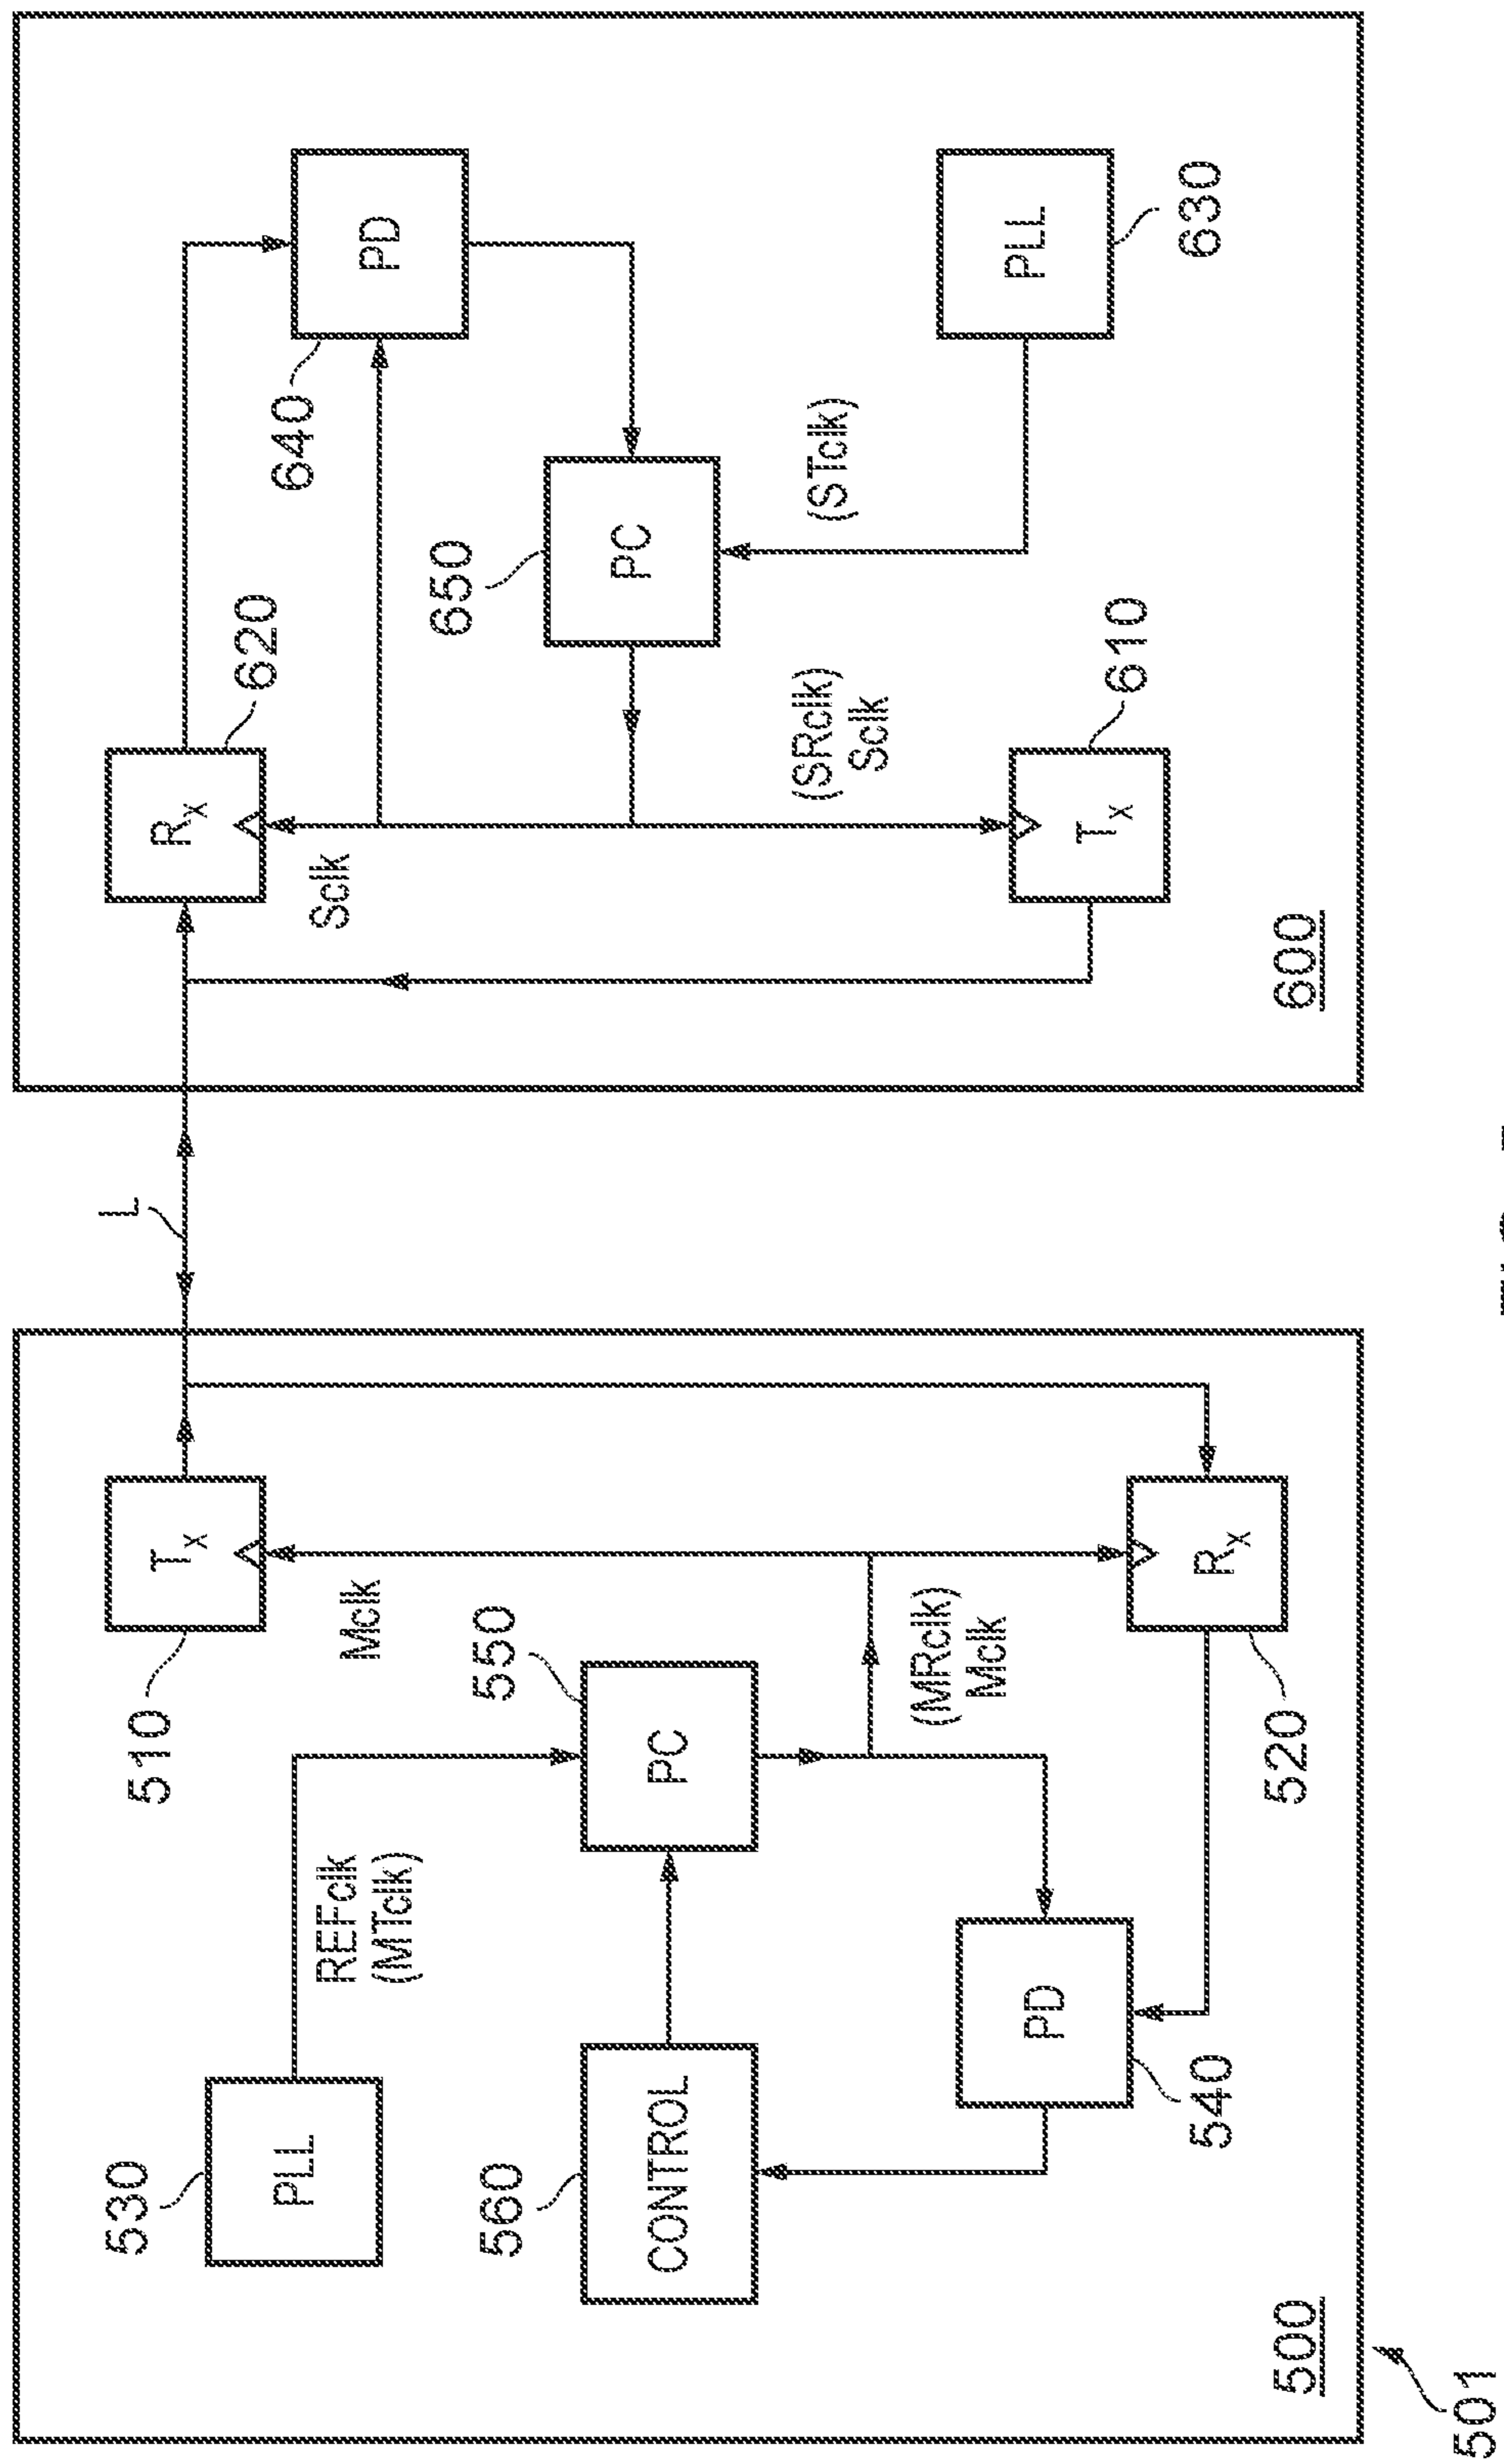 501
500
530
PLL
REFclk
(MTclk)
560
CONTROL
550
PC
510
Tx
Mclk
(MRclk)
Mclk
540
PD
520
Rx
L
600
620
Rx
Sclk
640
PD
650
PC
(STclk)
(SRclk)
Sclk
630
PLL
610
Tx